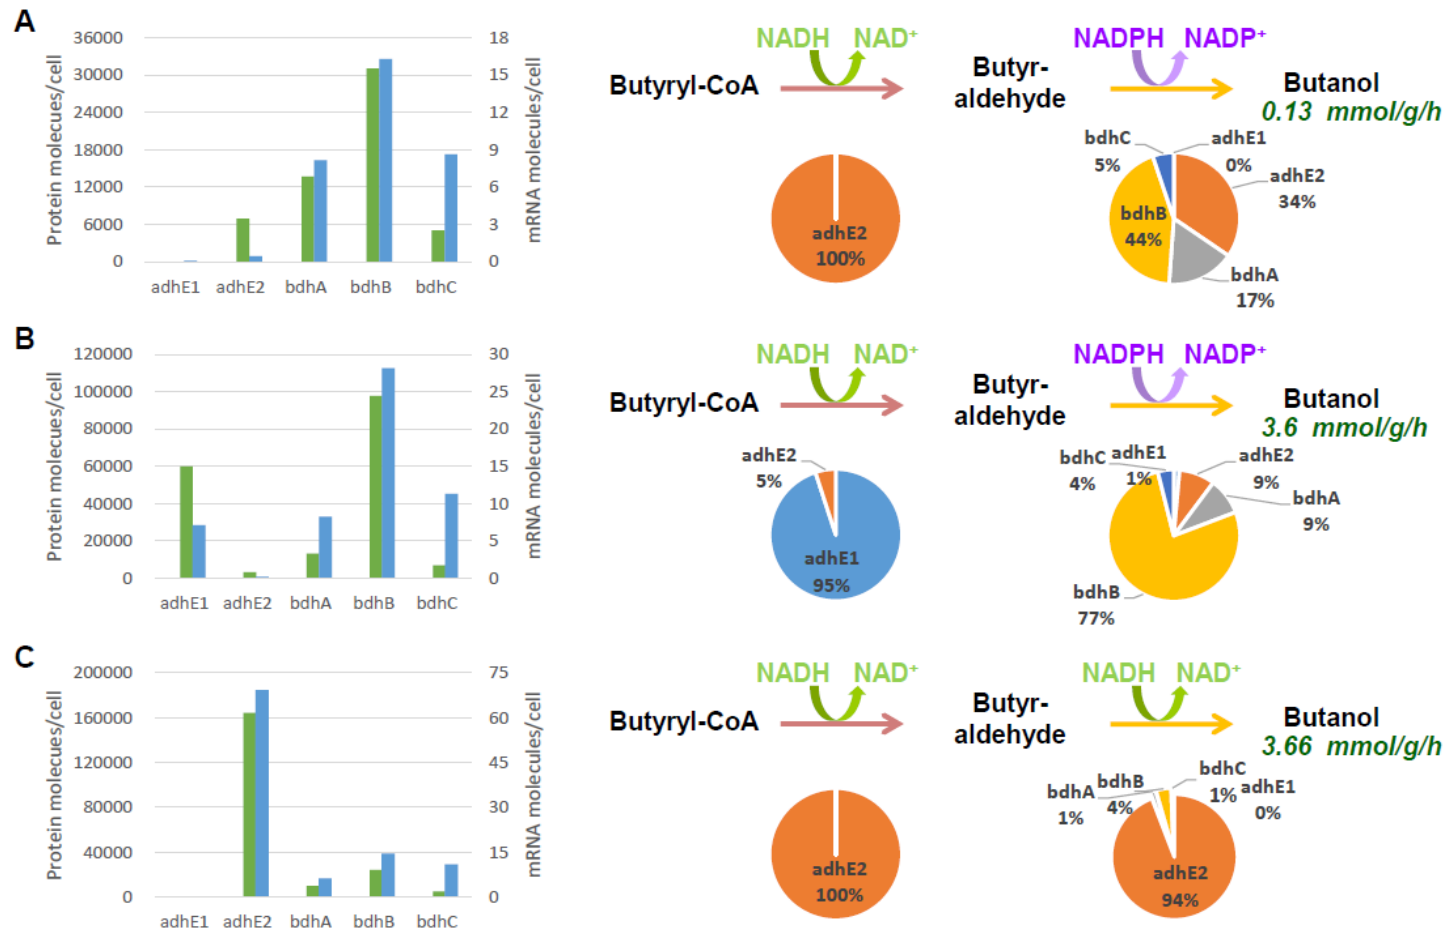 A
36000 18
30000 15
24000 12
18000 9
12000 6
6000 3
0 0
Protein molecues/cell
mRNA molecules/cell
adhE1 adhE2 bdhA bdhB bdhC
NADH NAD⁺
Butyryl-CoA
Butyr-
aldehyde
NADPH NADP⁺
Butanol
0.13 mmol/g/h
adhE2
100%
bdhC
5%
adhE1
0%
adhE2
34%
bdhB
44%
bdhA
17%
B
120000 30
100000 25
80000 20
60000 15
40000 10
20000 5
0 0
Protein molecues/cell
mRNA molecules/cell
adhE1 adhE2 bdhA bdhB bdhC
NADH NAD⁺
Butyryl-CoA
Butyr-
aldehyde
NADPH NADP⁺
Butanol
3.6 mmol/g/h
adhE2
5%
adhE1
95%
bdhC
4%
adhE1
1%
adhE2
9%
bdhA
9%
bdhB
77%
C
200000 75
160000 60
120000 45
80000 30
40000 15
0 0
Protein molecues/cell
mRNA molecules/cell
adhE1 adhE2 bdhA bdhB bdhC
NADH NAD⁺
Butyryl-CoA
Butyr-
aldehyde
NADH NAD⁺
Butanol
3.66 mmol/g/h
adhE2
100%
bdhA
1%
bdhB
4%
bdhC
1%
adhE1
0%
adhE2
94%